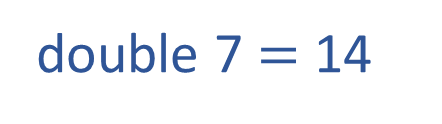 double 7 = 14